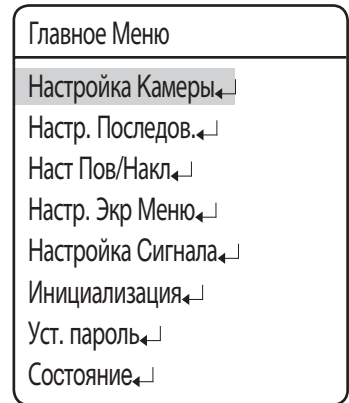 Главное Меню
Настройка Камеры↵
Настр. Последов.↵
Наст Пов/Накл↵
Настр. Экр Меню↵
Настройка Сигнала↵
Инициализация↵
Уст. пароль↵
Состояние↵